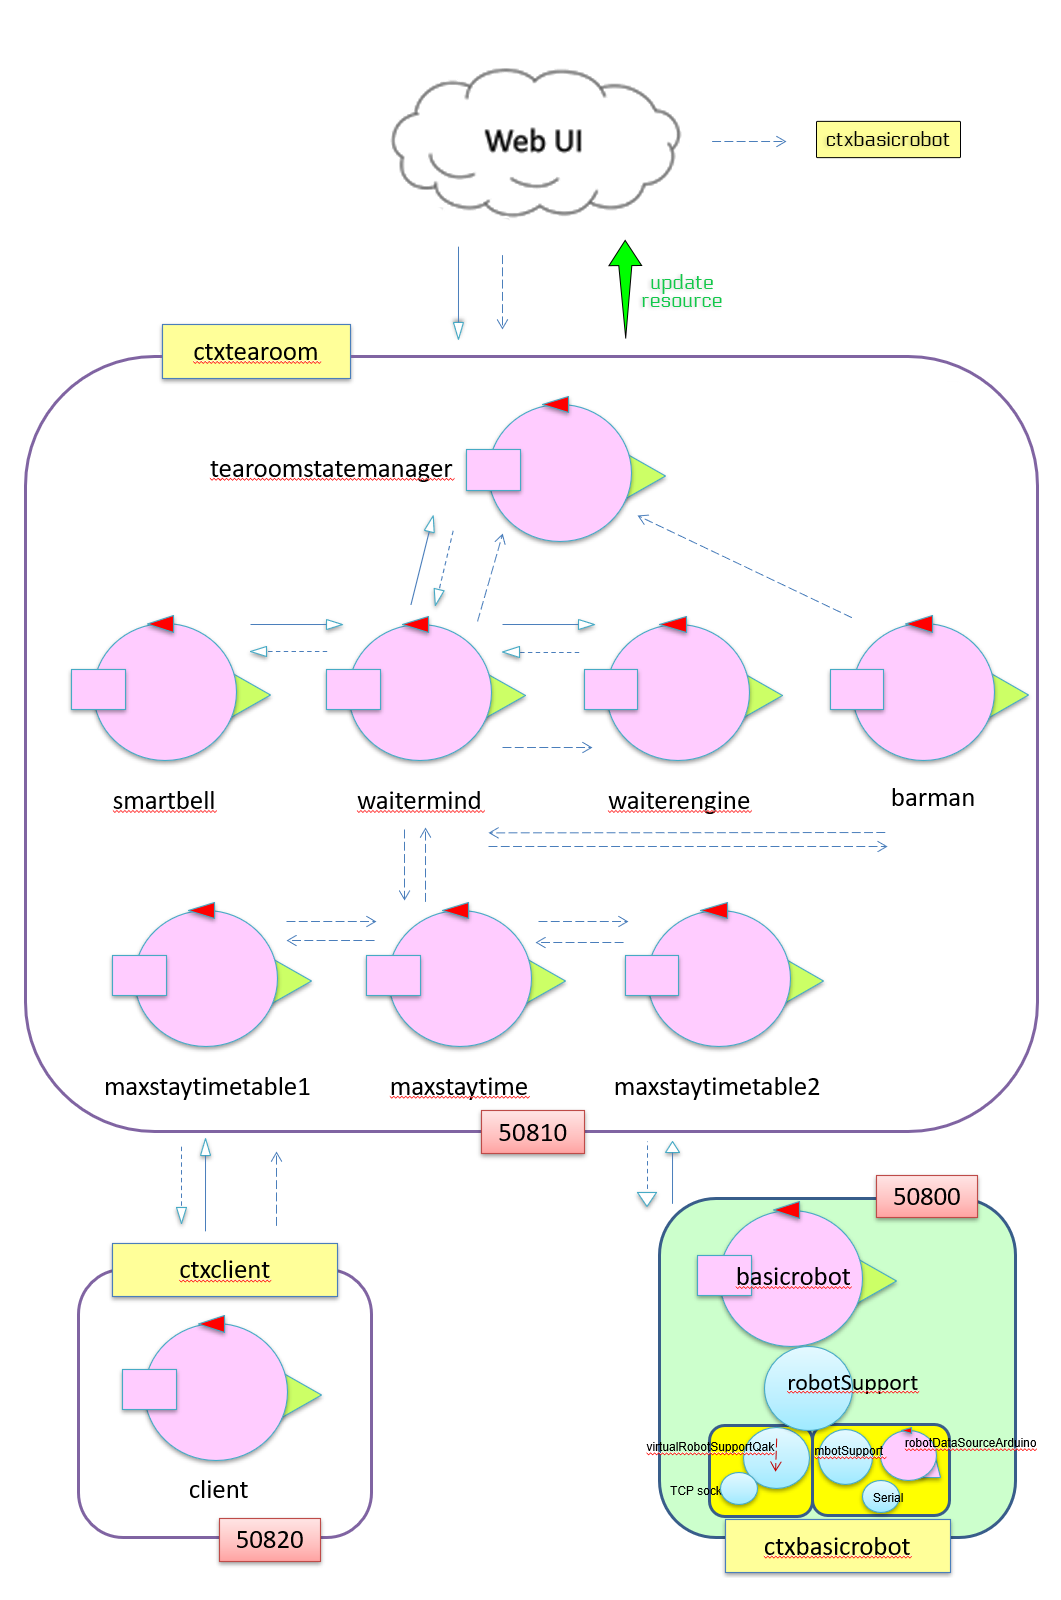 Web UI
ctxbasicrobot
update
resource
ctxtearoom
tearoomstatemanager
smartbell
waitermind
waiterengine
barman
maxstaytimetable1
maxstaytime
maxstaytimetable2
50810
50800
ctxclient
basicrobot
robotSupport
virtualRobotSupportQak
mbotSupport
robotDataSourceArduino
TCP sock
Serial
client
50820
ctxbasicrobot